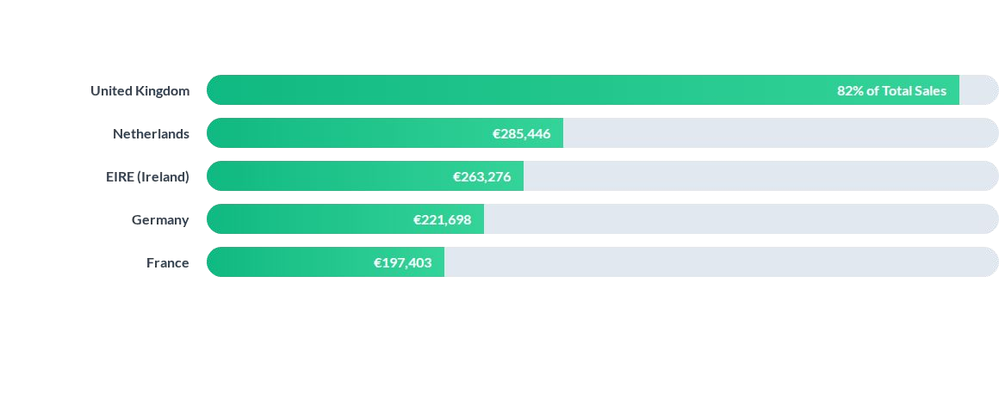 United Kingdom 82% of Total Sales
Netherlands €285,446
EIRE (Ireland) €263,276
Germany €221,698
France €197,403